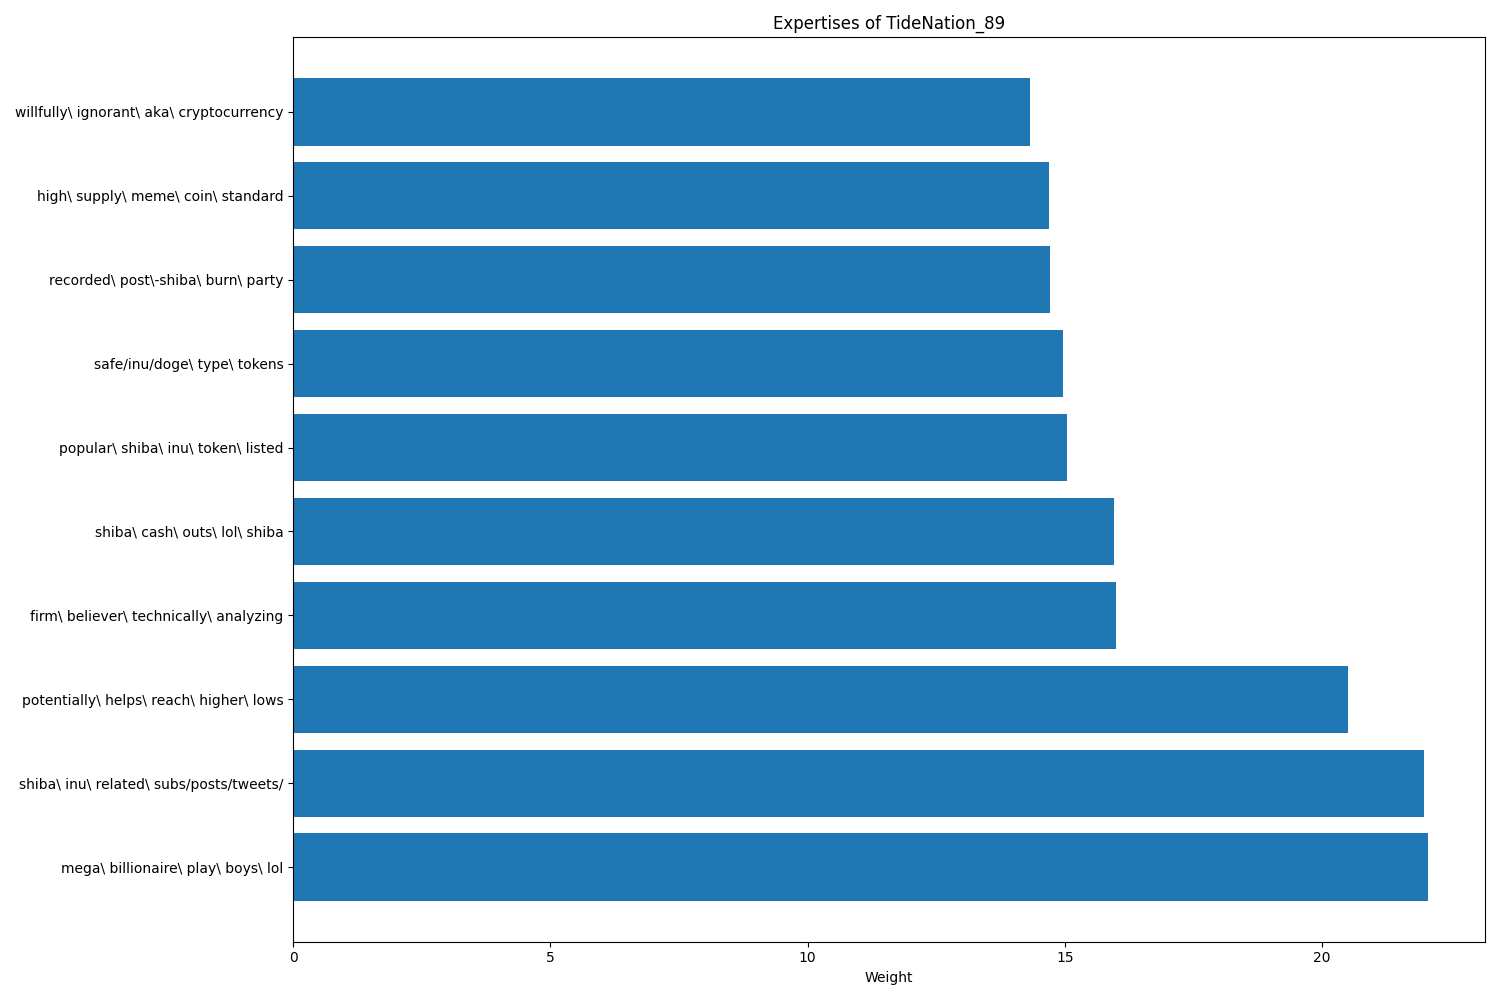 Expertises of TideNation_89
willfully\ ignorant\ aka\ cryptocurrency
high\ supply\ meme\ coin\ standard
recorded\ post\-shiba\ burn\ party
safe/inu/doge\ type\ tokens
popular\ shiba\ inu\ token\ listed
shiba\ cash\ outs\ lol\ shiba
firm\ believer\ technically\ analyzing
potentially\ helps\ reach\ higher\ lows
shiba\ inu\ related\ subs/posts/tweets/
mega\ billionaire\ play\ boys\ lol
0 5 10 15 20
Weight